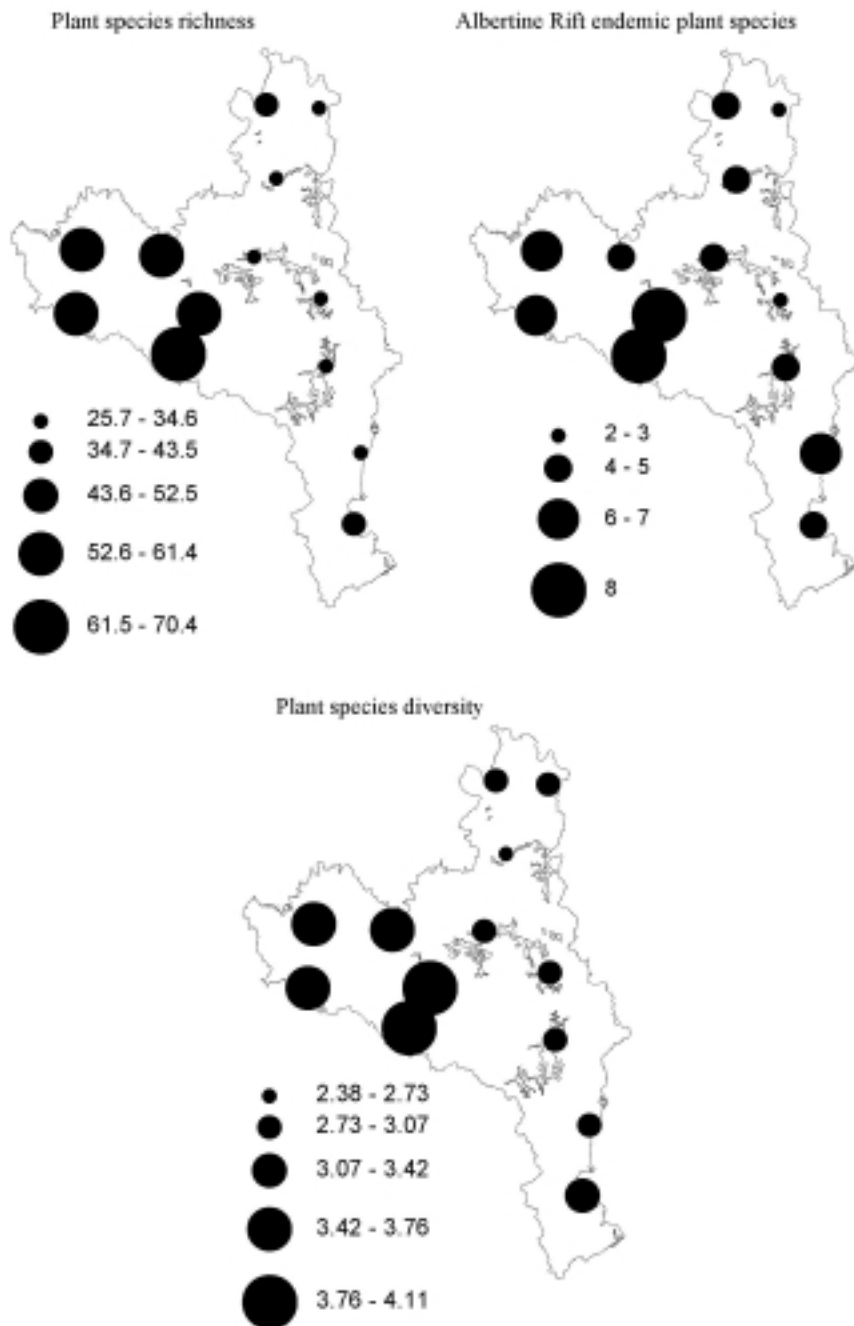 Plant species richness
Albertine Rift endemic plant species
25.7 - 34.6
34.7 - 43.5
43.6 - 52.5
52.6 - 61.4
61.5 - 70.4
2 - 3
4 - 5
6 - 7
8
Plant species diversity
2.38 - 2.73
2.73 - 3.07
3.07 - 3.42
3.42 - 3.76
3.76 - 4.11